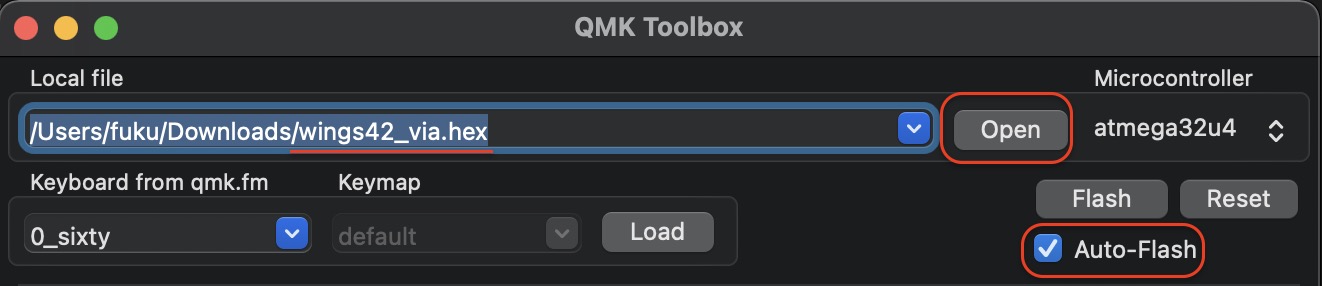 QMK Toolbox
Local file
Microcontroller
/Users/fuku/Downloads/wings42_via.hex
Open
atmega32u4
Keyboard from qmk.fm
Keymap
Flash
Reset
0_sixty
default
Load
Auto-Flash